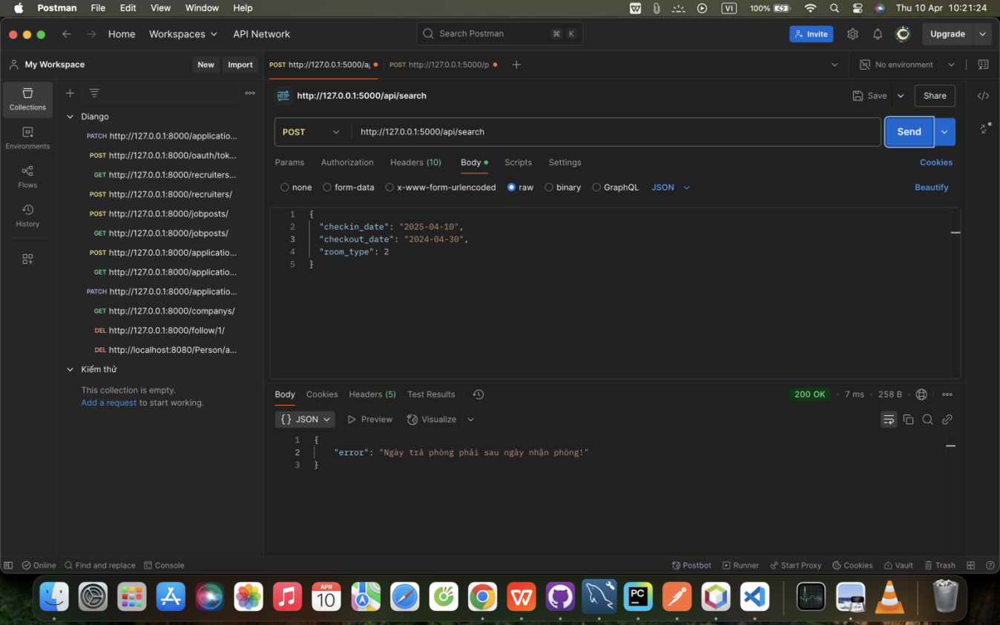 Postman File Edit View Window Help VI 100% Thu 10 Apr 10:21:24
Home Workspaces API Network Search Postman ⌘ K Invite Upgrade
My Workspace New Import POST http://127.0.0.1:5000/a POST http://127.0.0.1:5000/p No environment
Collections
Environments
Flows
History
Diango
PATCH http://127.0.0.1:8000/applicatio...
POST http://127.0.0.1:8000/oauth/tok...
GET http://127.0.0.1:8000/recruiters...
POST http://127.0.0.1:8000/recruiters/
POST http://127.0.0.1:8000/jobposts/
GET http://127.0.0.1:8000/jobposts/
POST http://127.0.0.1:8000/applicatio...
GET http://127.0.0.1:8000/applicatio...
PATCH http://127.0.0.1:8000/applicatio...
GET http://127.0.0.1:8000/companys/
DEL http://127.0.0.1:8000/follow/1/
DEL http://localhost:8080/Person/a...
Kiểm thử
This collection is empty.
Add a request to start working.
HTTP http://127.0.0.1:5000/api/search Save Share
POST http://127.0.0.1:5000/api/search Send
Params Authorization Headers (10) Body Scripts Settings Cookies
none form-data x-www-form-urlencoded raw binary GraphQL JSON Beautify
1 {
2 "checkin_date": "2025-04-10",
3 "checkout_date": "2024-04-30",
4 "room_type": 2
5 }
Body Cookies Headers (5) Test Results 200 OK 7 ms 258 B
{} JSON Preview Visualize
1 {
2 "error": "Ngày trả phòng phải sau ngày nhận phòng!"
3 }
Online Find and replace Console Postbot Runner Start Proxy Cookies Vault Trash
APR
10
PC